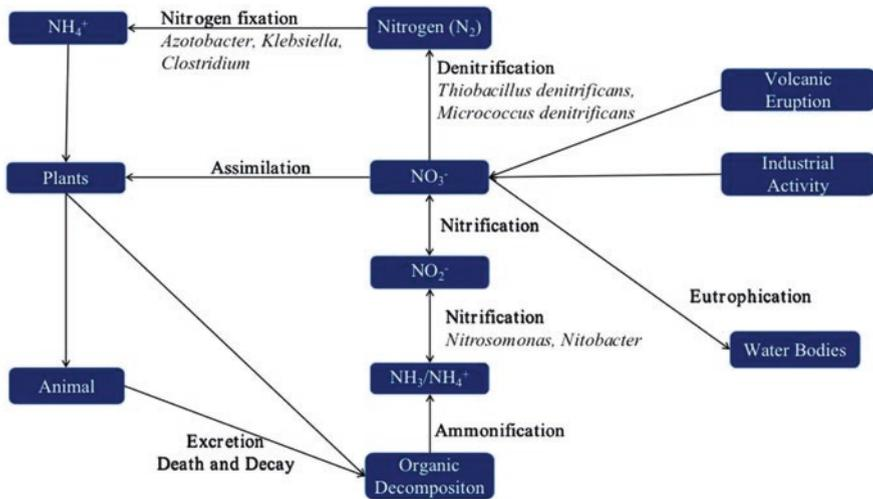 NH₄⁺
Nitrogen fixation
Azotobacter, Klebsiella,
Clostridium
Nitrogen (N₂)
Denitrification
Thiobacillus denitrificans,
Micrococcus denitrificans
Volcanic
Eruption
Plants
Assimilation
NO₃⁻
Industrial
Activity
Nitrification
NO₂⁻
Eutrophication
Nitrification
Nitrosomonas, Nitobacter
Water Bodies
Animal
NH₃/NH₄⁺
Excretion
Death and Decay
Ammonification
Organic
Decompositon